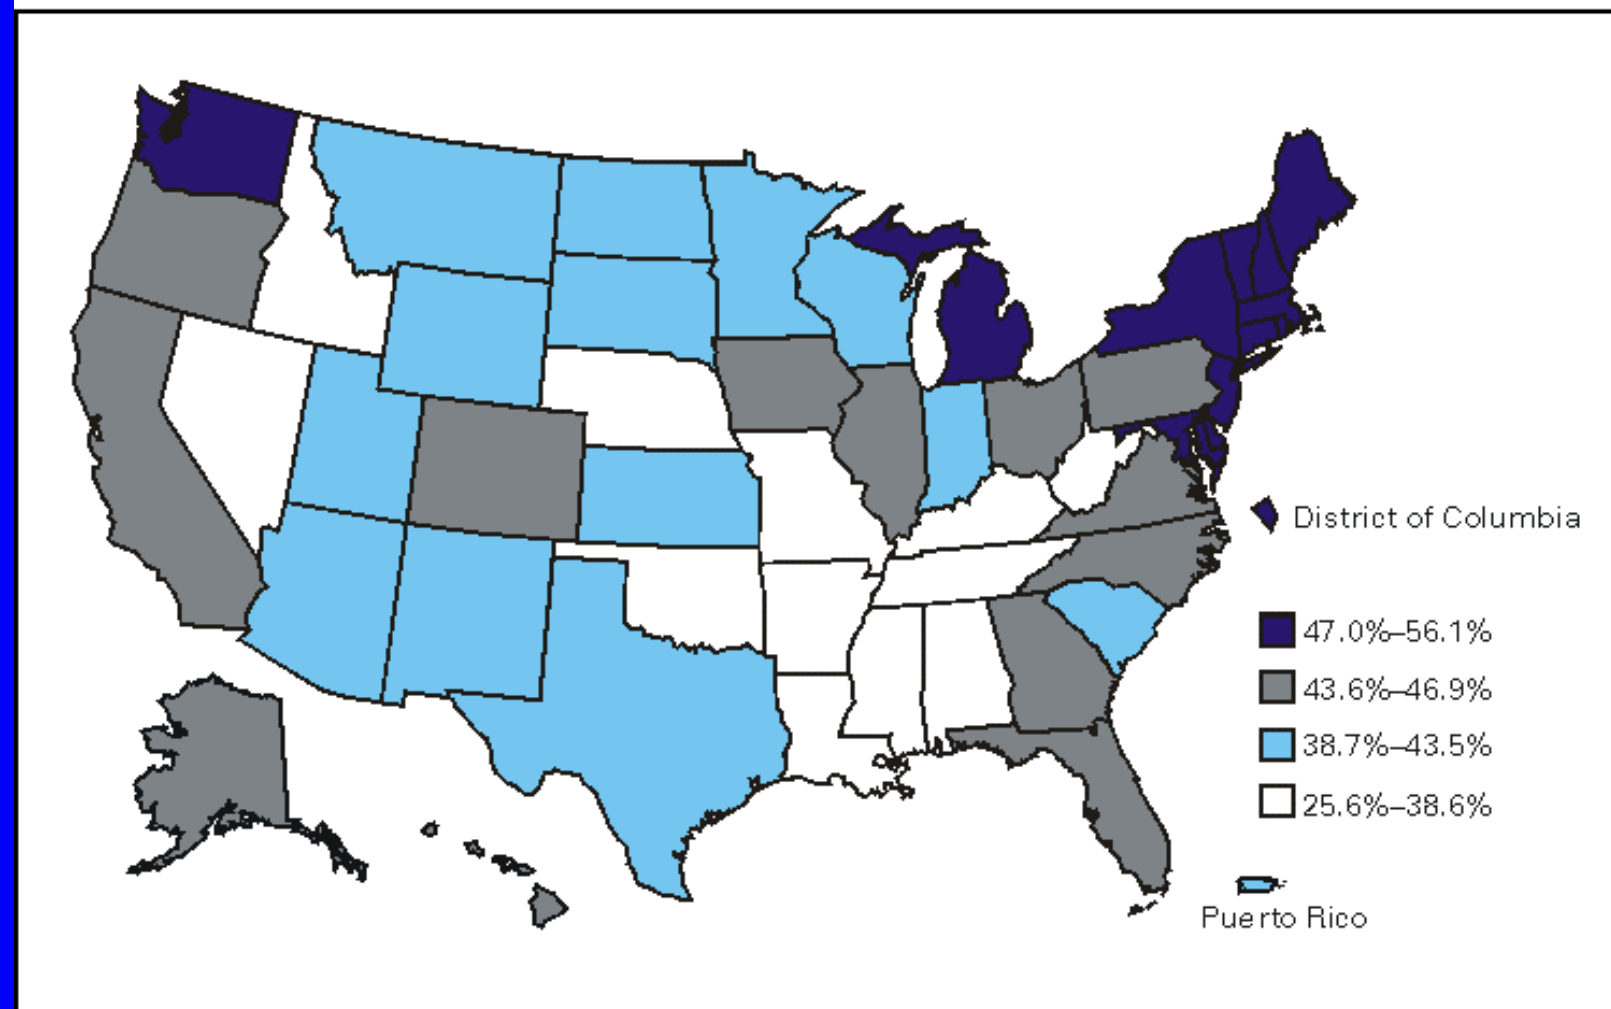 District of Columbia
47.0%–56.1%
43.6%–46.9%
38.7%–43.5%
25.6%–38.6%
Puerto Rico